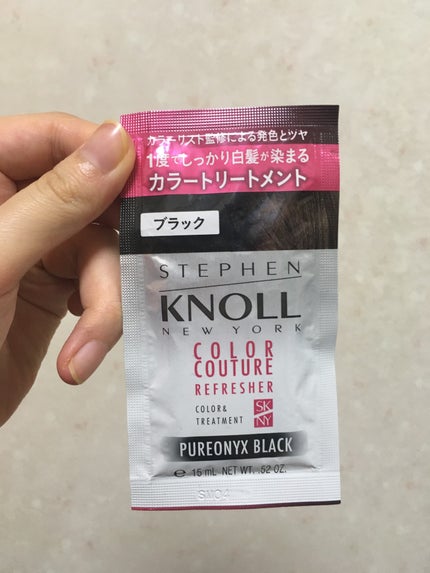 カラーリスト監修による発色とツヤ
1度でしっかり白髪が染まる
カラートリートメント
ブラック
STEPHEN
KNOLL
NEW YORK
COLOR
COUTURE
REFRESHER
COLOR&
TREATMENT
SK
NY
PUREONYX BLACK
℮ 15 mL NET WT. .52 OZ.